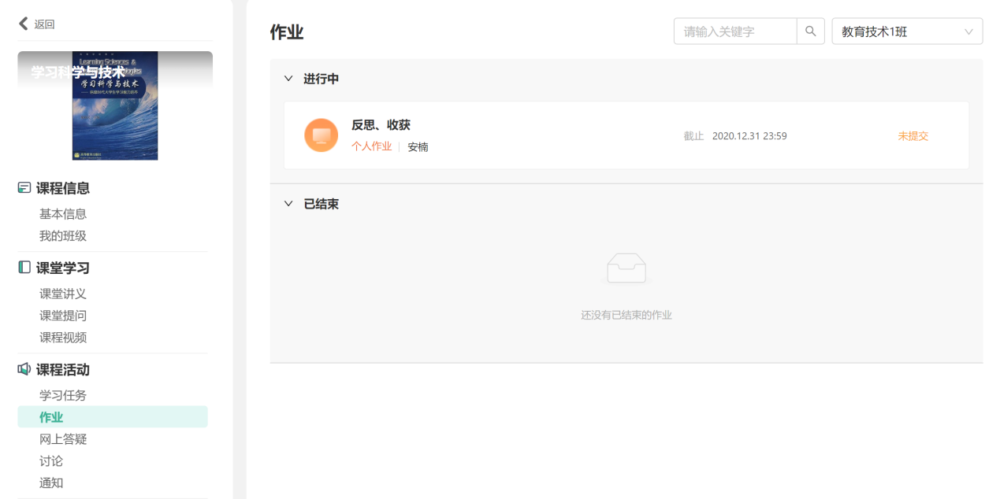 返回
学习科学与技术
Learning Sciences &
学习科学与技术
课程信息
基本信息
我的班级
课堂学习
课堂讲义
课堂提问
课程视频
课程活动
学习任务
作业
网上答疑
讨论
通知
作业
请输入关键字
教育技术1班
进行中
反思、收获
个人作业 安楠
截止 2020.12.31 23:59
未提交
已结束
还没有已结束的作业